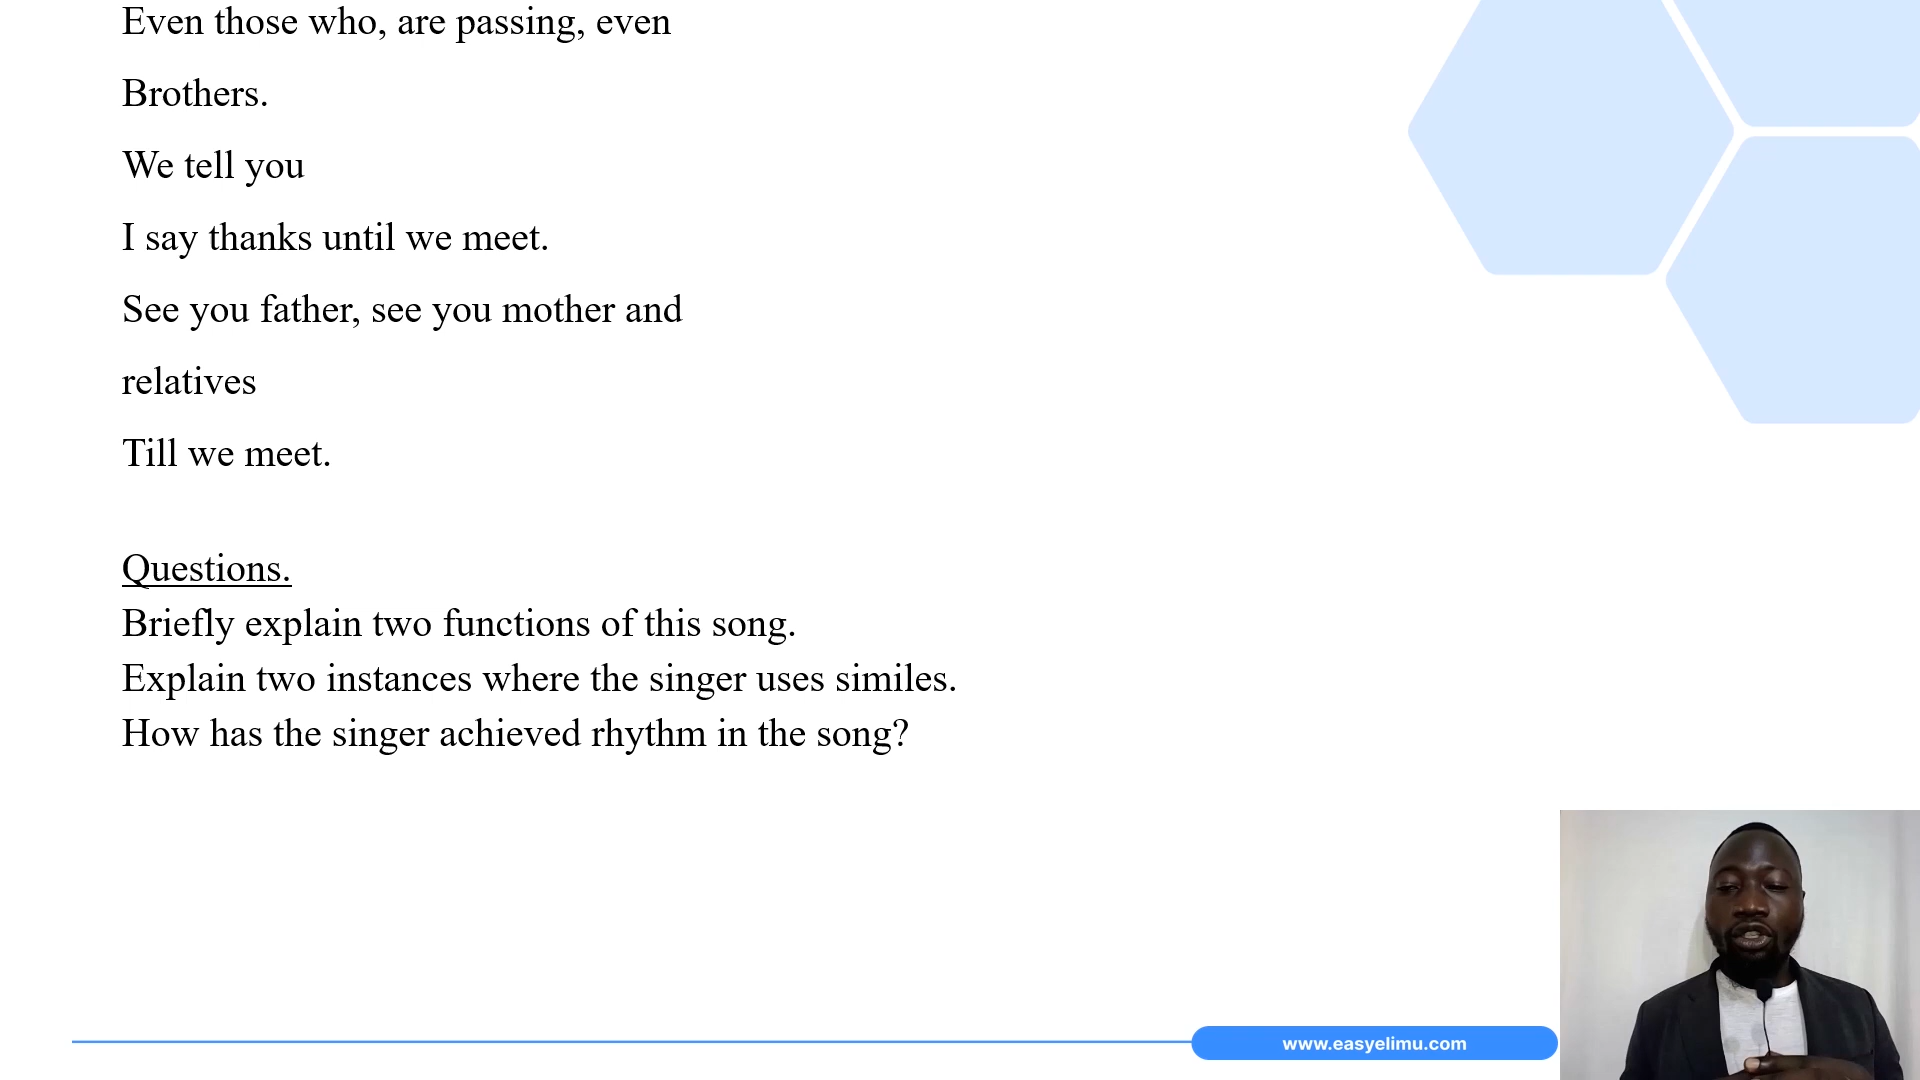 Even those who, are passing, even
Brothers.
We tell you
I say thanks until we meet.
See you father, see you mother and
relatives
Till we meet.
Questions.
Briefly explain two functions of this song.
Explain two instances where the singer uses similes.
How has the singer achieved rhythm in the song?
www.easyelimu.com